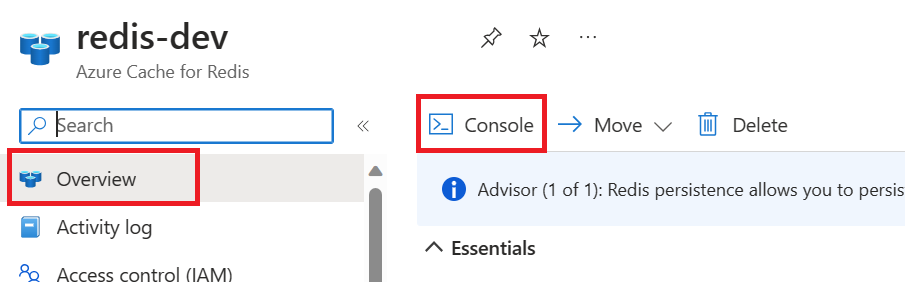 redis-dev
Azure Cache for Redis
Search
Overview
Activity log
Access control (IAM)
Console
Move
Delete
Advisor (1 of 1): Redis persistence allows you to persis
Essentials